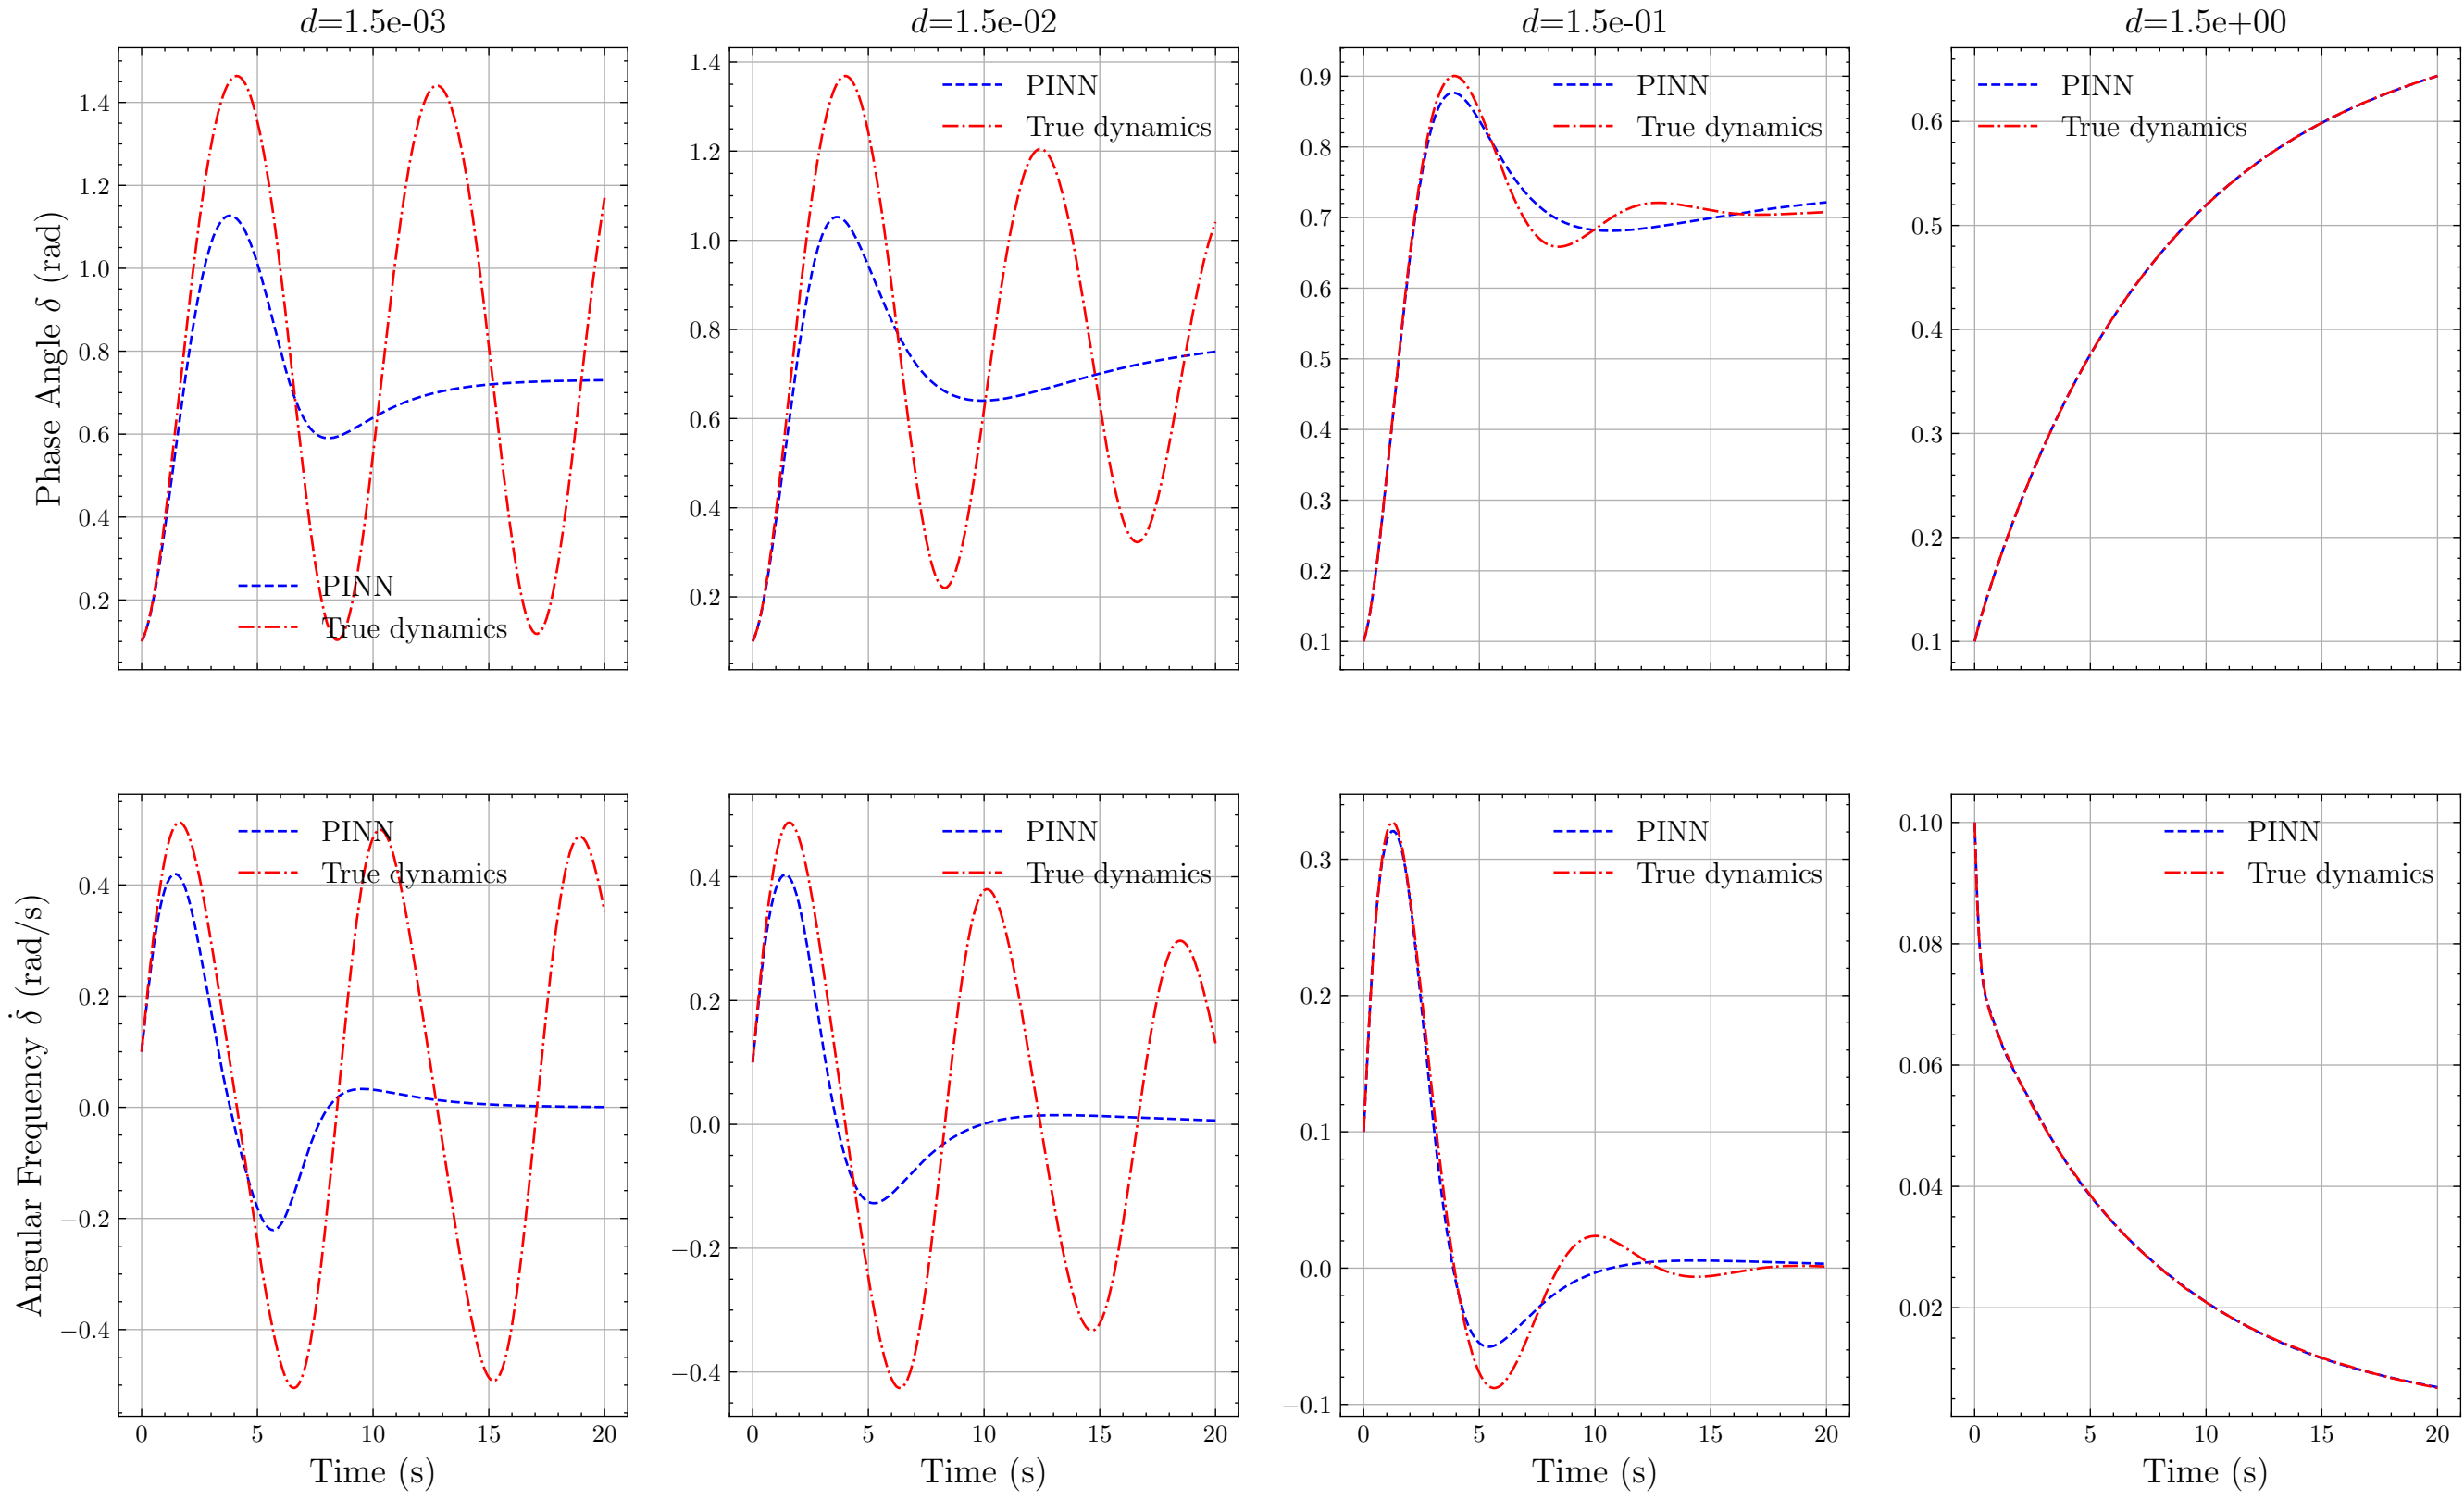 d=1.5e-03
d=1.5e-02
d=1.5e-01
d=1.5e+00
Phase Angle δ (rad)
1.4
1.2
1.0
0.8
0.6
0.4
0.2
PINN
True dynamics
1.4
1.2
1.0
0.8
0.6
0.4
0.2
PINN
True dynamics
0.9
0.8
0.7
0.6
0.5
0.4
0.3
0.2
0.1
PINN
True dynamics
0.6
0.5
0.4
0.3
0.2
0.1
PINN
True dynamics
Angular Frequency δ̇ (rad/s)
0.4
0.2
0.0
−0.2
−0.4
PINN
True dynamics
0 5 10 15 20
Time (s)
0.4
0.2
0.0
−0.2
−0.4
PINN
True dynamics
0 5 10 15 20
Time (s)
0.3
0.2
0.1
0.0
−0.1
PINN
True dynamics
0 5 10 15 20
Time (s)
0.10
0.08
0.06
0.04
0.02
PINN
True dynamics
0 5 10 15 20
Time (s)